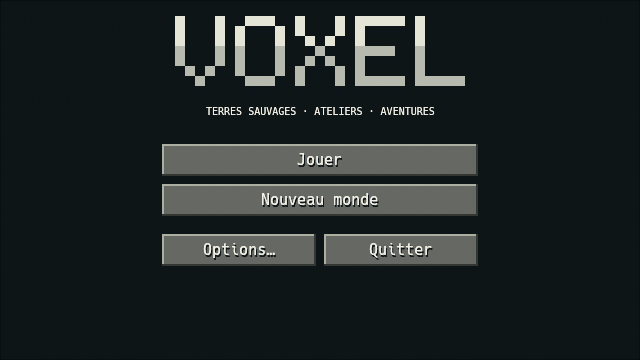 VOXEL
TERRES SAUVAGES · ATELIERS · AVENTURES
Jouer
Nouveau monde
Options… Quitter